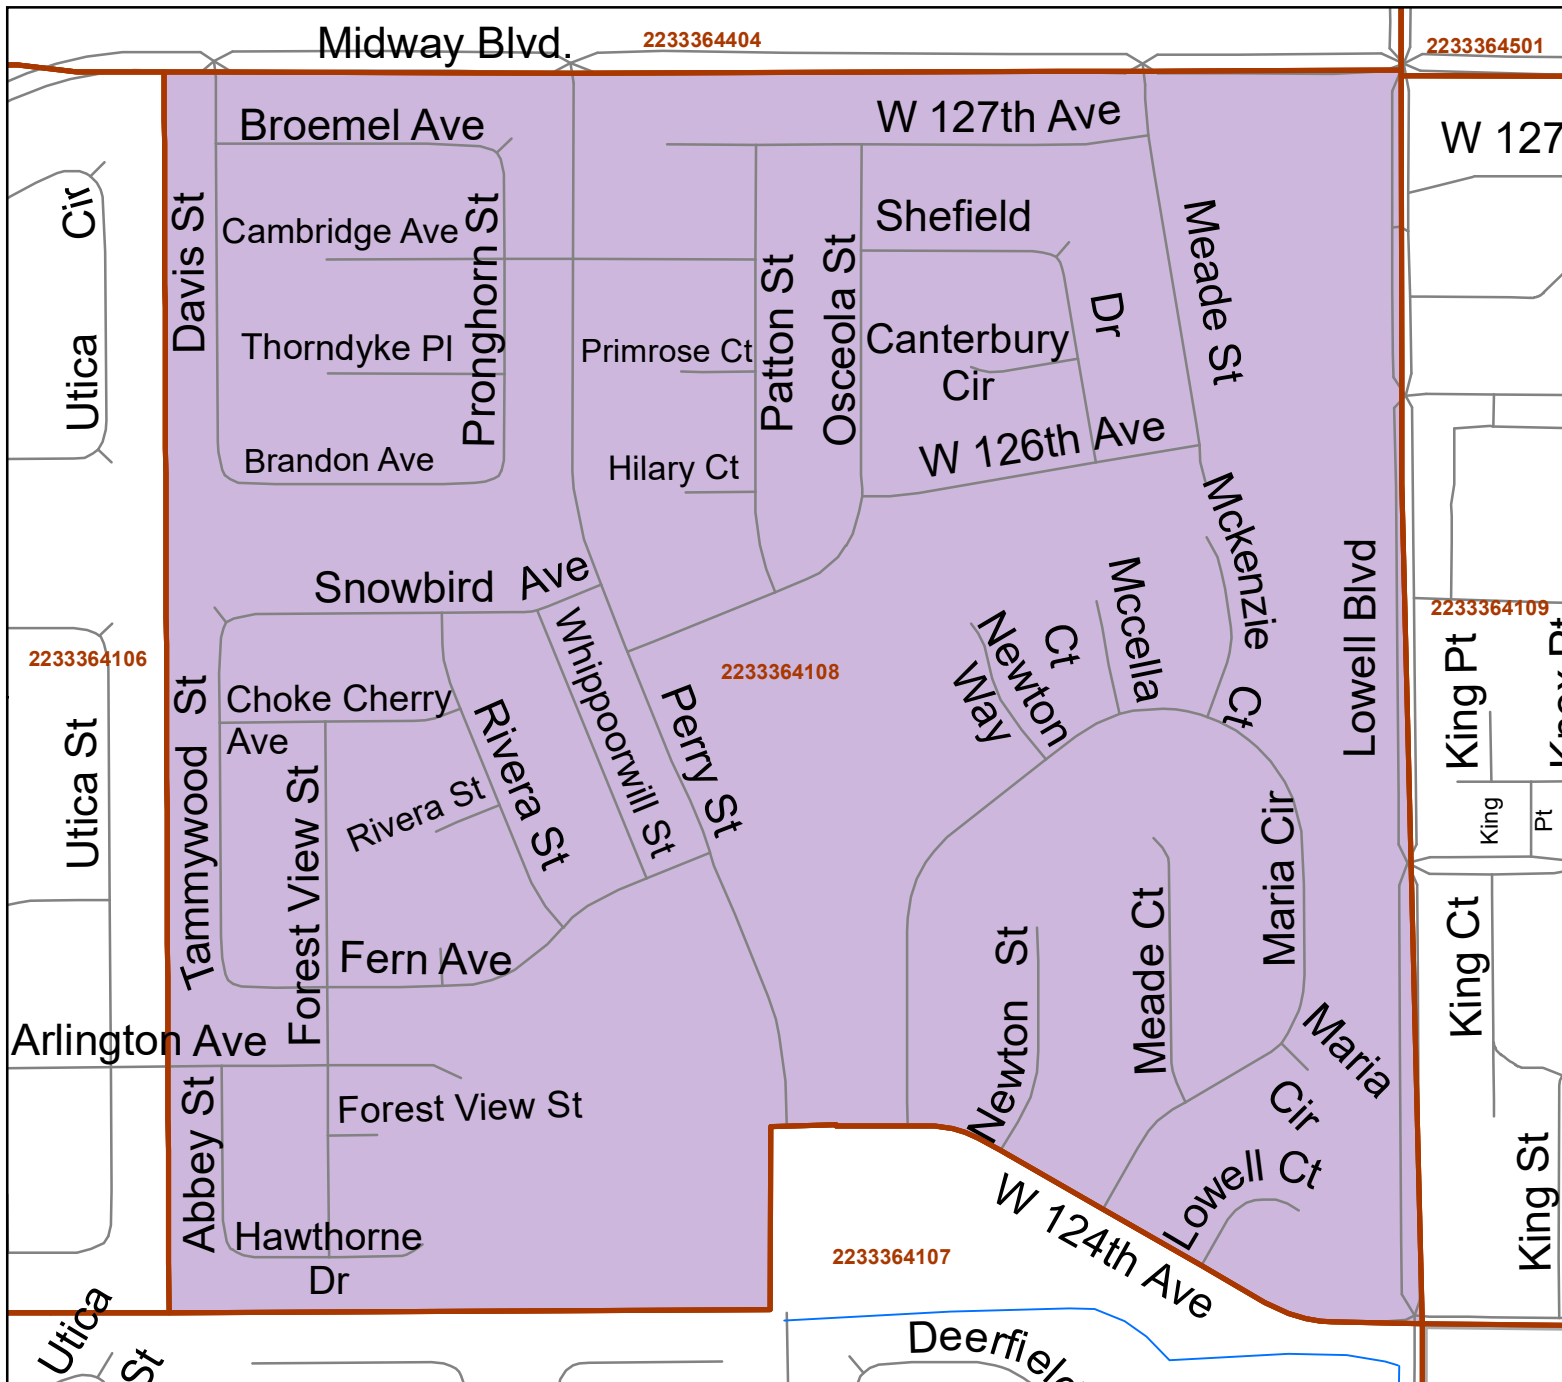 Midway Blvd.
2233364404
2233364501
Broemel Ave
W 127th Ave
W 127
Utica Cir
Davis St
Cambridge Ave
Pronghorn St
Shefield Dr
Meade St
Patton St
Osceola St
Thorndyke Pl
Primrose Ct
Canterbury
Cir
Brandon Ave
Hilary Ct
W 126th Ave
Mckenzie Ct
Snowbird Ave
Whippoorwill St
Mccella
Ct
Newton
Way
Lowell Blvd
2233364109
2233364106
2233364108
King Pt
Knox Pt
Tammywood St
Choke Cherry
Ave
Rivera St
Perry St
Utica St
Forest View St
Rivera St
Maria Cir
King
Pt
Fern Ave
Newton St
Meade Ct
King Ct
Arlington Ave
Maria
Cir
Abbey St
Forest View St
Lowell Ct
King St
Hawthorne
Dr
2233364107
W 124th Ave
Utica
St
Deerfield